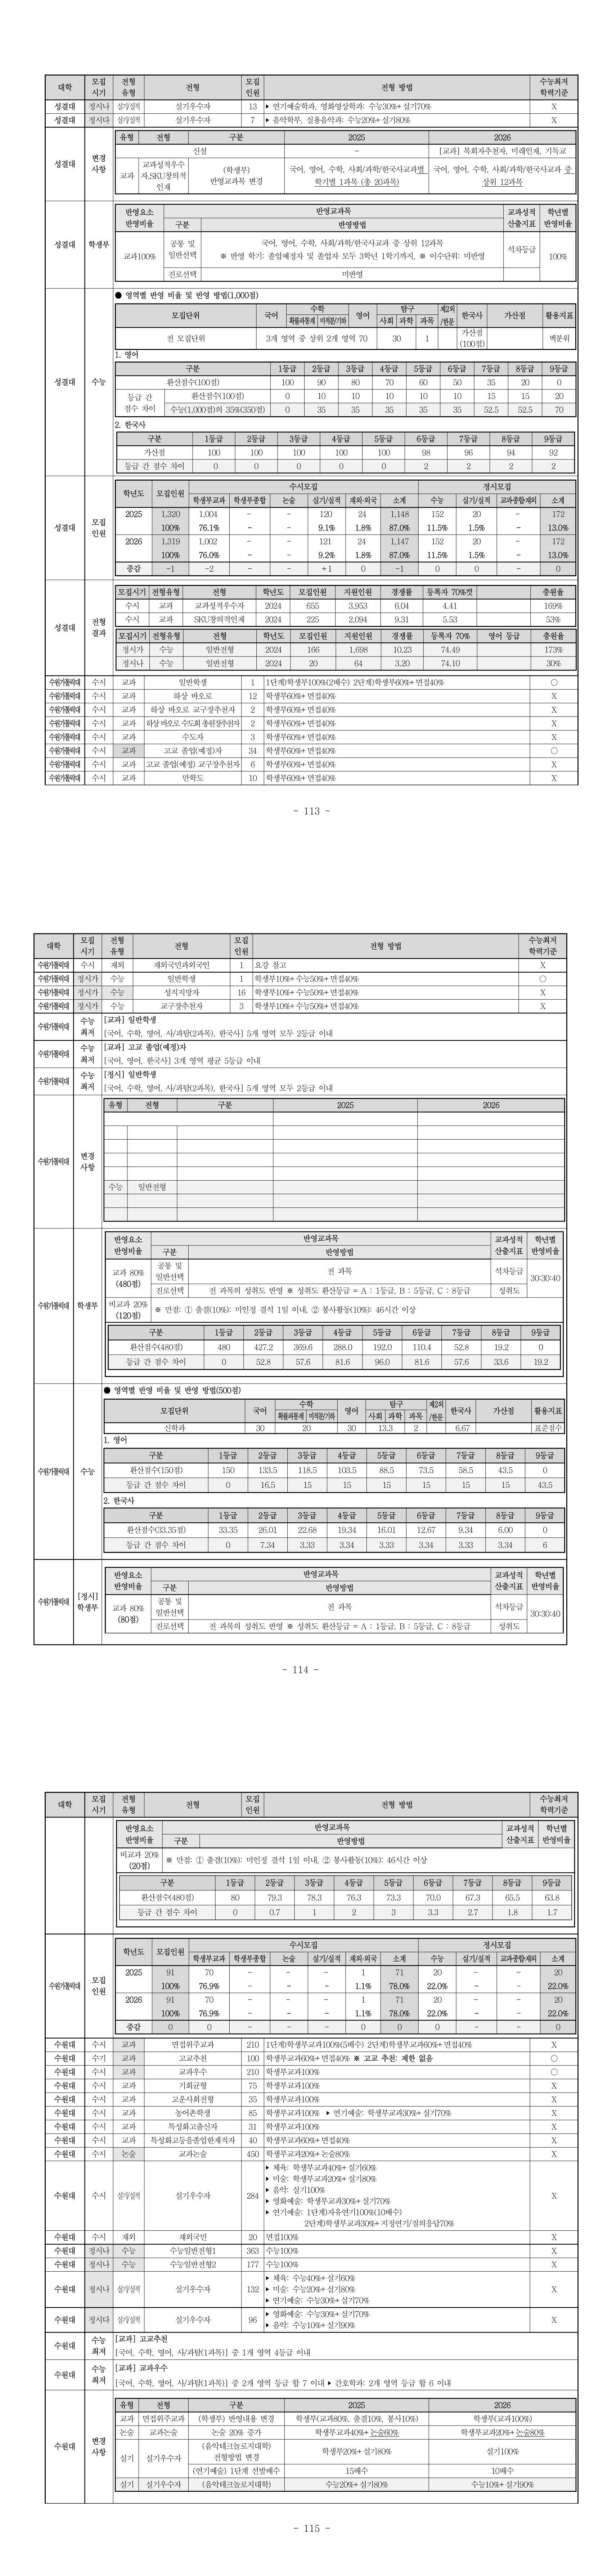 대학 모집시기 전형유형 전형 모집인원 전형 방법 수능최저학력기준
성결대 정시나 실기/실적 실기우수자 13 ▸연기예술학과, 영화영상학과: 수능30%+실기70% X
성결대 정시다 실기/실적 실기우수자 7 ▸음악학부, 실용음악과: 수능20%+실기80% X
성결대 변경사항
유형 전형 구분 2025 2026
신설 - [교과] 목회자추천자, 미래인재, 기독교
교과 교과성적우수자,SKU창의적인재 (학생부) 반영교과목 변경 국어, 영어, 수학, 사회/과학/한국사교과별 학기별 1과목 (총 20과목) 국어, 영어, 수학, 사회/과학/한국사교과 중 상위 12과목
성결대 학생부
반영요소 반영비율 반영교과목 교과성적 산출지표 학년별 반영비율
구분 반영방법
교과100% 공통 및 일반선택 국어, 영어, 수학, 사회/과학/한국사교과 중 상위 12과목 석차등급 100%
※ 반영 학기: 졸업예정자 및 졸업자 모두 3학년 1학기까지, ※ 이수단위: 미반영
진로선택 미반영
성결대 수능
● 영역별 반영 비율 및 반영 방법(1,000점)
모집단위 국어 수학 영어 탐구 제2외/한문 한국사 가산점 활용지표
확률과통계 미적분/기하 사회 과학 과목
전 모집단위 3개 영역 중 상위 2개 영역 70 30 1 가산점(100점) 백분위
1. 영어
구분 1등급 2등급 3등급 4등급 5등급 6등급 7등급 8등급 9등급
환산점수(100점) 100 90 80 70 60 50 35 20 0
등급 간 점수 차이 환산점수(100점) 0 10 10 10 10 10 15 15 20
수능(1,000점)의 35%(350점) 0 35 35 35 35 35 52.5 52.5 70
2. 한국사
구분 1등급 2등급 3등급 4등급 5등급 6등급 7등급 8등급 9등급
가산점 100 100 100 100 100 98 96 94 92
등급 간 점수 차이 0 0 0 0 0 2 2 2 2
성결대 모집인원
학년도 모집인원 수시모집 정시모집
학생부교과 학생부종합 논술 실기/실적 재외·외국 소계 수능 실기/실적 교과종합재외 소계
2025 1,320 1,004 - - 120 24 1,148 152 20 - 172
100% 76.1% - - 9.1% 1.8% 87.0% 11.5% 1.5% - 13.0%
2026 1,319 1,002 - - 121 24 1,147 152 20 - 172
100% 76.0% - - 9.2% 1.8% 87.0% 11.5% 1.5% - 13.0%
증감 -1 -2 - - +1 0 -1 0 0 - 0
성결대 전형결과
모집시기 전형유형 전형 학년도 모집인원 지원인원 경쟁률 등록자 70%컷 충원율
수시 교과 교과성적우수자 2024 655 3,953 6.04 4.41 169%
수시 교과 SKU창의적인재 2024 225 2,094 9.31 5.53 53%
모집시기 전형유형 전형 학년도 모집인원 지원인원 경쟁률 등록자 70% 영어 등급 충원율
정시가 수능 일반전형 2024 166 1,698 10.23 74.49 173%
정시나 수능 일반전형 2024 20 64 3.20 74.10 30%
수원가톨릭대 수시 교과 일반학생 1 1단계)학생부100%(2배수) 2단계)학생부60%+면접40% ○
수원가톨릭대 수시 교과 하상 바오로 12 학생부60%+면접40% X
수원가톨릭대 수시 교과 하상 바오로 교구장추천자 2 학생부60%+면접40% X
수원가톨릭대 수시 교과 하상 바오로 수도회 총원장추천자 2 학생부60%+면접40% X
수원가톨릭대 수시 교과 수도자 3 학생부60%+면접40% X
수원가톨릭대 수시 교과 고교 졸업(예정)자 34 학생부60%+면접40% ○
수원가톨릭대 수시 교과 고교 졸업(예정) 교구장추천자 6 학생부60%+면접40% X
수원가톨릭대 수시 교과 만학도 10 학생부60%+면접40% X
- 113 -
대학 모집시기 전형유형 전형 모집인원 전형 방법 수능최저학력기준
수원가톨릭대 수시 재외 재외국민과외국인 1 요강 참고 X
수원가톨릭대 정시가 수능 일반학생 1 학생부10%+수능50%+면접40% ○
수원가톨릭대 정시가 수능 성직지망자 16 학생부10%+수능50%+면접40% X
수원가톨릭대 정시가 수능 교구장추천자 3 학생부10%+수능50%+면접40% X
수원가톨릭대 수능최저 [교과] 일반학생
[국어, 수학, 영어, 사/과탐(2과목), 한국사] 5개 영역 모두 2등급 이내
수원가톨릭대 수능최저 [교과] 고교 졸업(예정)자
[국어, 영어, 한국사] 3개 영역 평균 5등급 이내
수원가톨릭대 수능최저 [정시] 일반학생
[국어, 수학, 영어, 사/과탐(2과목), 한국사] 5개 영역 모두 2등급 이내
수원가톨릭대 변경사항
유형 전형 구분 2025 2026
수능 일반전형
수원가톨릭대 학생부
반영요소 반영비율 반영교과목 교과성적 산출지표 학년별 반영비율
구분 반영방법
교과 80% (480점) 공통 및 일반선택 전 과목 석차등급 30:30:40
진로선택 전 과목의 성취도 반영 ※ 성취도 환산등급 = A : 1등급, B : 5등급, C : 8등급 성취도
비교과 20% (120점) ※ 만점: ① 출결(10%): 미인정 결석 1일 이내, ② 봉사활동(10%): 46시간 이상
구분 1등급 2등급 3등급 4등급 5등급 6등급 7등급 8등급 9등급
환산점수(480점) 480 427.2 369.6 288.0 192.0 110.4 52.8 19.2 0
등급 간 점수 차이 0 52.8 57.6 81.6 96.0 81.6 57.6 33.6 19.2
수원가톨릭대 수능
● 영역별 반영 비율 및 반영 방법(500점)
모집단위 국어 수학 영어 탐구 제2외/한문 한국사 가산점 활용지표
확률과통계 미적분/기하 사회 과학 과목
신학과 30 20 30 13.3 2 6.67 표준점수
1. 영어
구분 1등급 2등급 3등급 4등급 5등급 6등급 7등급 8등급 9등급
환산점수(150점) 150 133.5 118.5 103.5 88.5 73.5 58.5 43.5 0
등급 간 점수 차이 0 16.5 15 15 15 15 15 15 43.5
2. 한국사
구분 1등급 2등급 3등급 4등급 5등급 6등급 7등급 8등급 9등급
환산점수(33.35점) 33.35 26.01 22.68 19.34 16.01 12.67 9.34 6.00 0
등급 간 점수 차이 0 7.34 3.33 3.34 3.33 3.34 3.33 3.34 6
수원가톨릭대 [정시] 학생부
반영요소 반영비율 반영교과목 교과성적 산출지표 학년별 반영비율
구분 반영방법
교과 80% (80점) 공통 및 일반선택 전 과목 석차등급 30:30:40
진로선택 전 과목의 성취도 반영 ※ 성취도 환산등급 = A : 1등급, B : 5등급, C : 8등급 성취도
- 114 -
대학 모집시기 전형유형 전형 모집인원 전형 방법 수능최저학력기준
반영요소 반영비율 반영교과목 교과성적 산출지표 학년별 반영비율
구분 반영방법
비교과 20% (20점) ※ 만점: ① 출결(10%): 미인정 결석 1일 이내, ② 봉사활동(10%): 46시간 이상
구분 1등급 2등급 3등급 4등급 5등급 6등급 7등급 8등급 9등급
환산점수(480점) 80 79.3 78.3 76.3 73.3 70.0 67.3 65.5 63.8
등급 간 점수 차이 0 0.7 1 2 3 3.3 2.7 1.8 1.7
수원가톨릭대 모집인원
학년도 모집인원 수시모집 정시모집
학생부교과 학생부종합 논술 실기/실적 재외·외국 소계 수능 실기/실적 교과종합재외 소계
2025 91 70 - - - 1 71 20 - - 20
100% 76.9% - - - 1.1% 78.0% 22.0% - - 22.0%
2026 91 70 - - - 1 71 20 - - 20
100% 76.9% - - - 1.1% 78.0% 22.0% - - 22.0%
증감 0 0 - - - 0 0 0 - - 0
수원대 수시 교과 면접위주교과 210 1단계)학생부교과100%(5배수) 2단계)학생부교과60%+면접40% X
수원대 수기 교과 고교추천 100 학생부교과60%+면접40% ※ 고교 추천: 제한 없음 ○
수원대 수시 교과 교과우수 210 학생부교과100% ○
수원대 수시 교과 기회균형 75 학생부교과100% X
수원대 수시 교과 고운사회전형 35 학생부교과100% X
수원대 수시 교과 농어촌학생 85 학생부교과100% ▸연기예술: 학생부교과30%+실기70% X
수원대 수시 교과 특성화고출신자 31 학생부교과100% X
수원대 수시 교과 특성화고등을졸업한재직자 40 학생부교과60%+면접40% X
수원대 수시 논술 교과논술 450 학생부교과20%+논술80% X
수원대 수시 실기/실적 실기우수자 284 X
▸체육: 학생부교과40%+실기60%
▸미술: 학생부교과20%+실기80%
▸음악: 실기100%
▸영화예술: 학생부교과30%+실기70%
▸연기예술: 1단계)자유연기100%(10배수)
2단계)학생부교과30%+지정연기/질의응답70%
수원대 수시 재외 재외국민 20 면접100% X
수원대 정시나 수능 수능일반전형1 363 수능100% X
수원대 정시나 수능 수능일반전형2 177 수능100% X
수원대 정시나 실기/실적 실기우수자 132 X
▸체육: 수능40%+실기60%
▸미술: 수능20%+실기80%
▸연기예술: 수능30%+실기70%
수원대 정시다 실기/실적 실기우수자 96 X
▸영화예술: 수능30%+실기70%
▸음악: 수능10%+실기90%
수원대 수능최저 [교과] 고교추천
[국어, 수학, 영어, 사/과탐(1과목)] 중 1개 영역 4등급 이내
수원대 수능최저 [교과] 교과우수
[국어, 수학, 영어, 사/과탐(1과목)] 중 2개 영역 등급 합 7 이내 ▸간호학과: 2개 영역 등급 합 6 이내
수원대 변경사항
유형 전형 구분 2025 2026
교과 면접위주교과 (학생부) 반영내용 변경 학생부(교과80%, 출결10%, 봉사10%) 학생부(교과100%)
논술 교과논술 논술 20% 증가 학생부교과40%+논술60% 학생부교과20%+논술80%
실기 실기우수자 (음악테크놀로지대학) 전형방법 변경 학생부20%+실기80% 실기100%
(연기예술) 1단계 선발배수 15배수 10배수
실기 실기우수자 (음악테크놀로지대학) 수능20%+실기80% 수능10%+실기90%
- 115 -